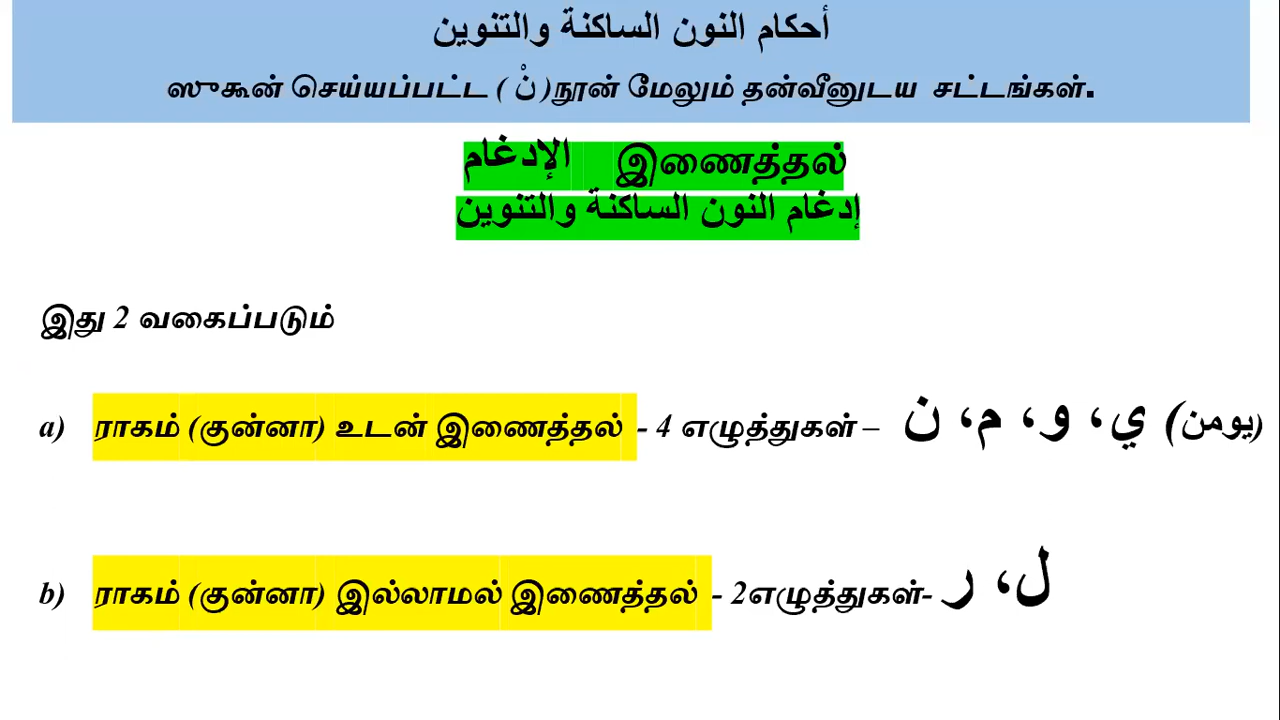 أحكام النون الساكنة والتنوين
ஸுகூன் செய்யப்பட்ட ( نْ )நூன் மேலும் தன்வீனுடய சட்டங்கள்.
الإدغام இணைத்தல்
إدغام النون الساكنة والتنوين
இது 2 வகைப்படும்
a) ராகம் (குன்னா) உடன் இணைத்தல் - 4 எழுத்துகள் – ي، و، م، ن (يومن)
b) ராகம் (குன்னா) இல்லாமல் இணைத்தல் - 2எழுத்துகள்- ل، ر